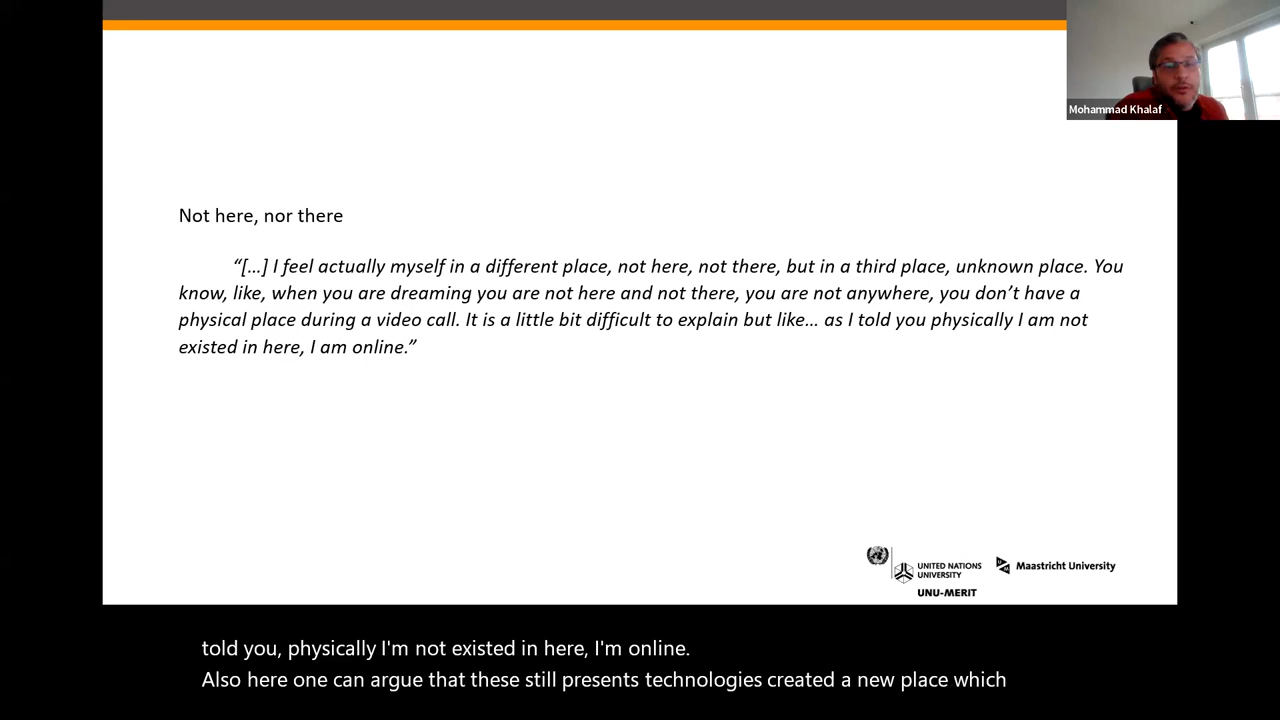 Mohammad Khalaf
Not here, nor there
“[…] I feel actually myself in a different place, not here, not there, but in a third place, unknown place. You
know, like, when you are dreaming you are not here and not there, you are not anywhere, you don’t have a
physical place during a video call. It is a little bit difficult to explain but like… as I told you physically I am not
existed in here, I am online.”
UNITED NATIONS
UNIVERSITY
UNU-MERIT
Maastricht University
told you, physically I'm not existed in here, I'm online.
Also here one can argue that these still presents technologies created a new place which